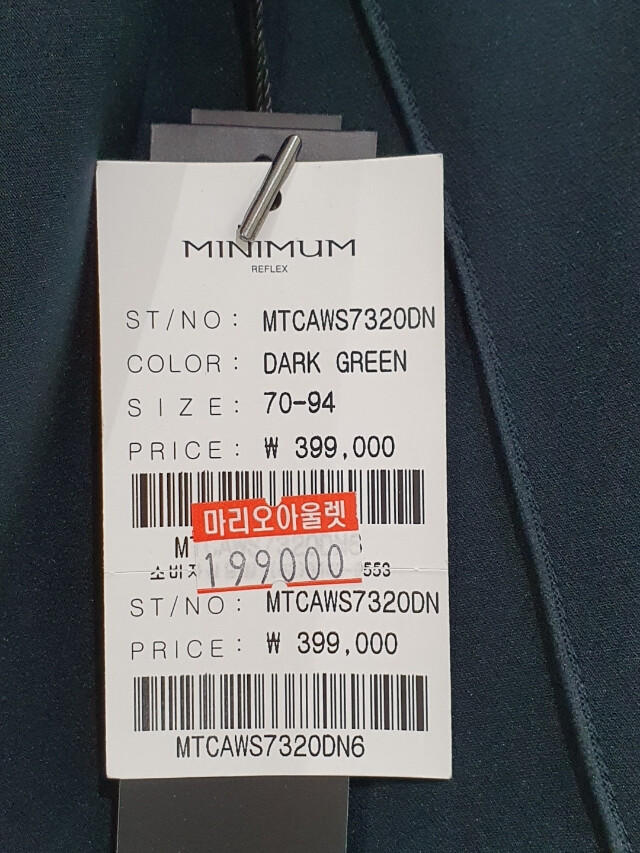 MINIMUM
REFLEX
ST/NO: MTCAWS7320DN
COLOR: DARK GREEN
SIZE: 70-94
PRICE: ₩ 399,000
마리오아울렛
199000
553
ST/NO: MTCAWS7320DN
PRICE: ₩ 399,000
MTCAWS7320DN6